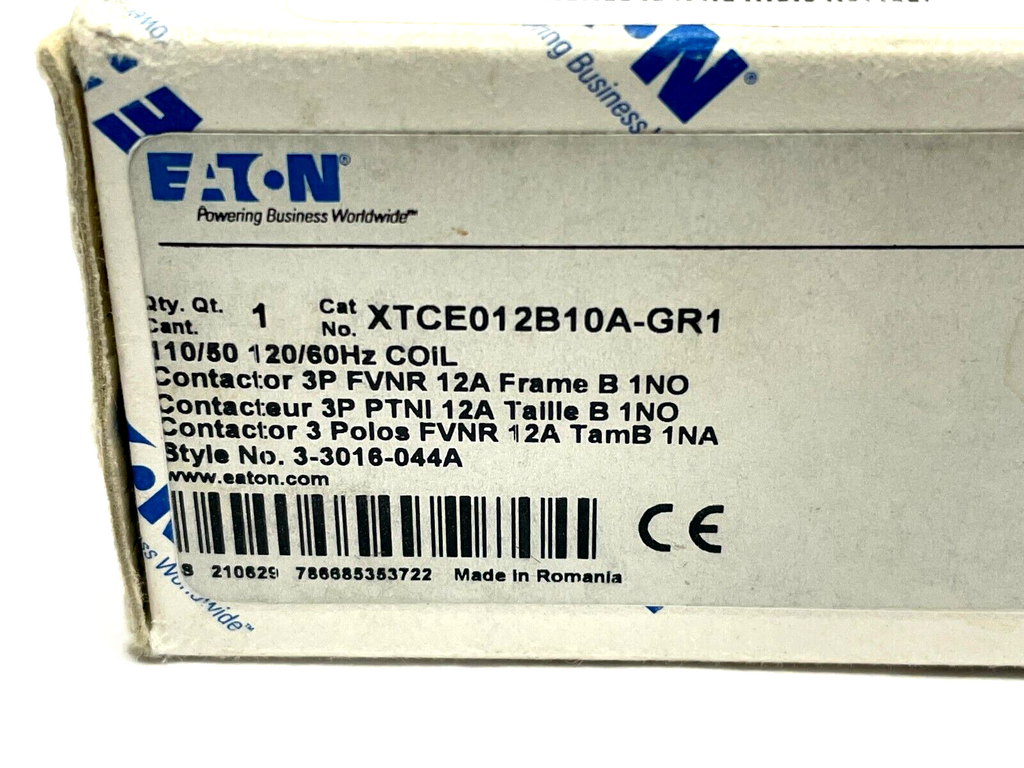 ng Business
EATON®
Powering Business Worldwide™
Qty. Qt. Cant. 1 Cat No. XTCE012B10A-GR1
110/50 120/60Hz COiL
Contactor 3P FVNR 12A Frame B 1NO
Contacteur 3P PTNI 12A Taille B 1NO
Contactor 3 Polos FVNR 12A TamB 1NA
Style No. 3-3016-044A
www.eaton.com
CE
S 210629 786685353722 Made in Romania